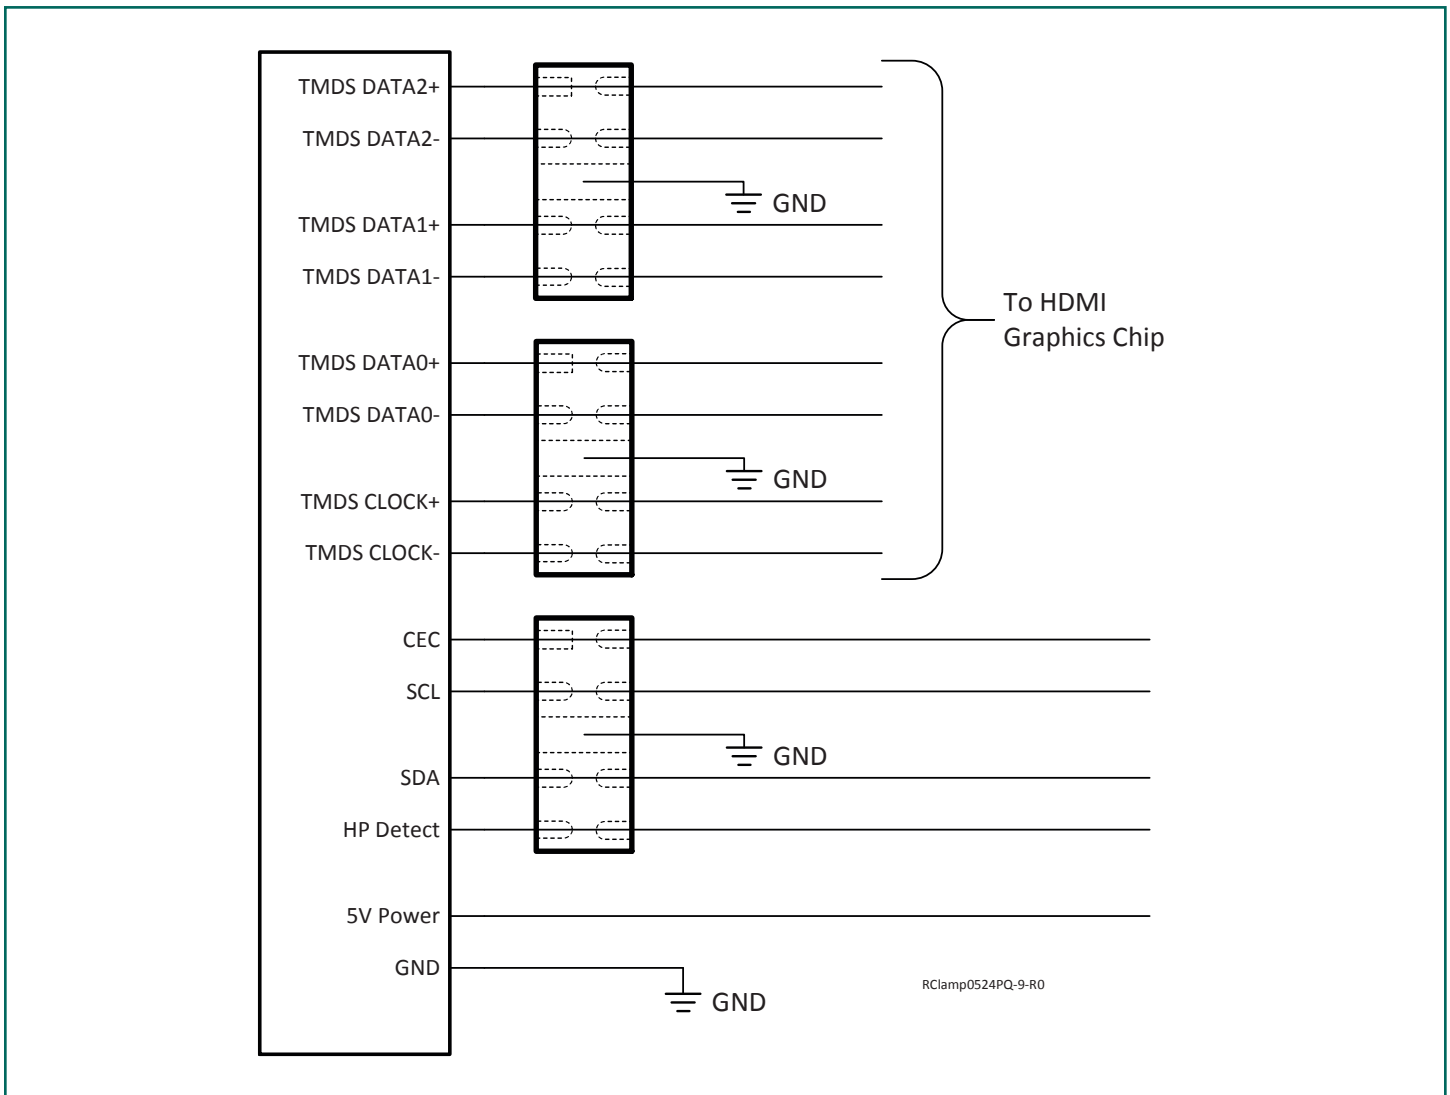 TMDS DATA2+
TMDS DATA2-
GND
TMDS DATA1+
TMDS DATA1-
To HDMI
Graphics Chip
TMDS DATA0+
TMDS DATA0-
GND
TMDS CLOCK+
TMDS CLOCK-
CEC
SCL
GND
SDA
HP Detect
5V Power
GND
GND
RClamp0524PQ-9-R0